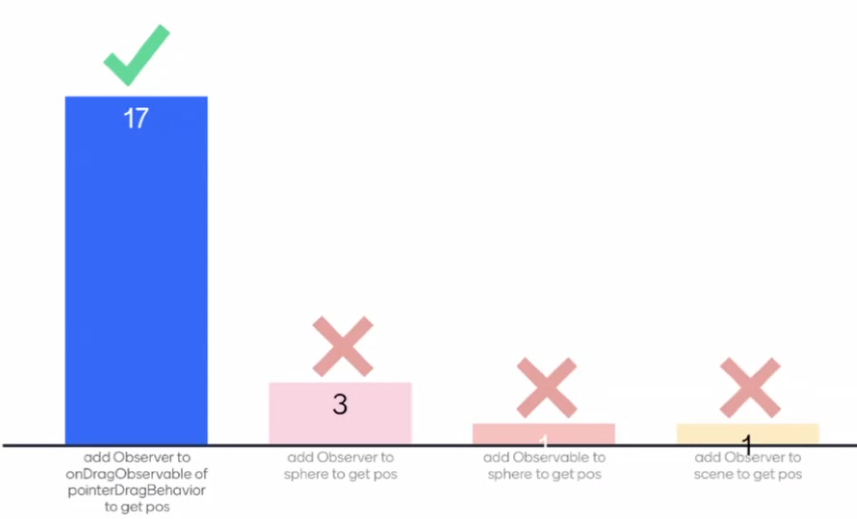 17
3
1
1
add Observer to
onDragObservable of
pointerDragBehavior
to get pos
add Observer to
sphere to get pos
add Observable to
sphere to get pos
add Observer to
scene to get pos